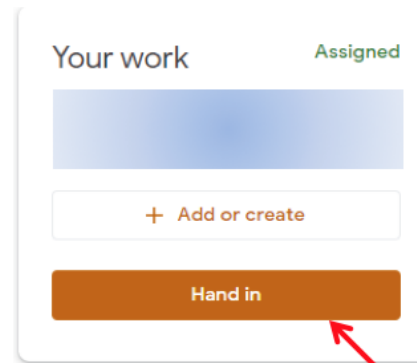 Your work
Assigned
+ Add or create
Hand in